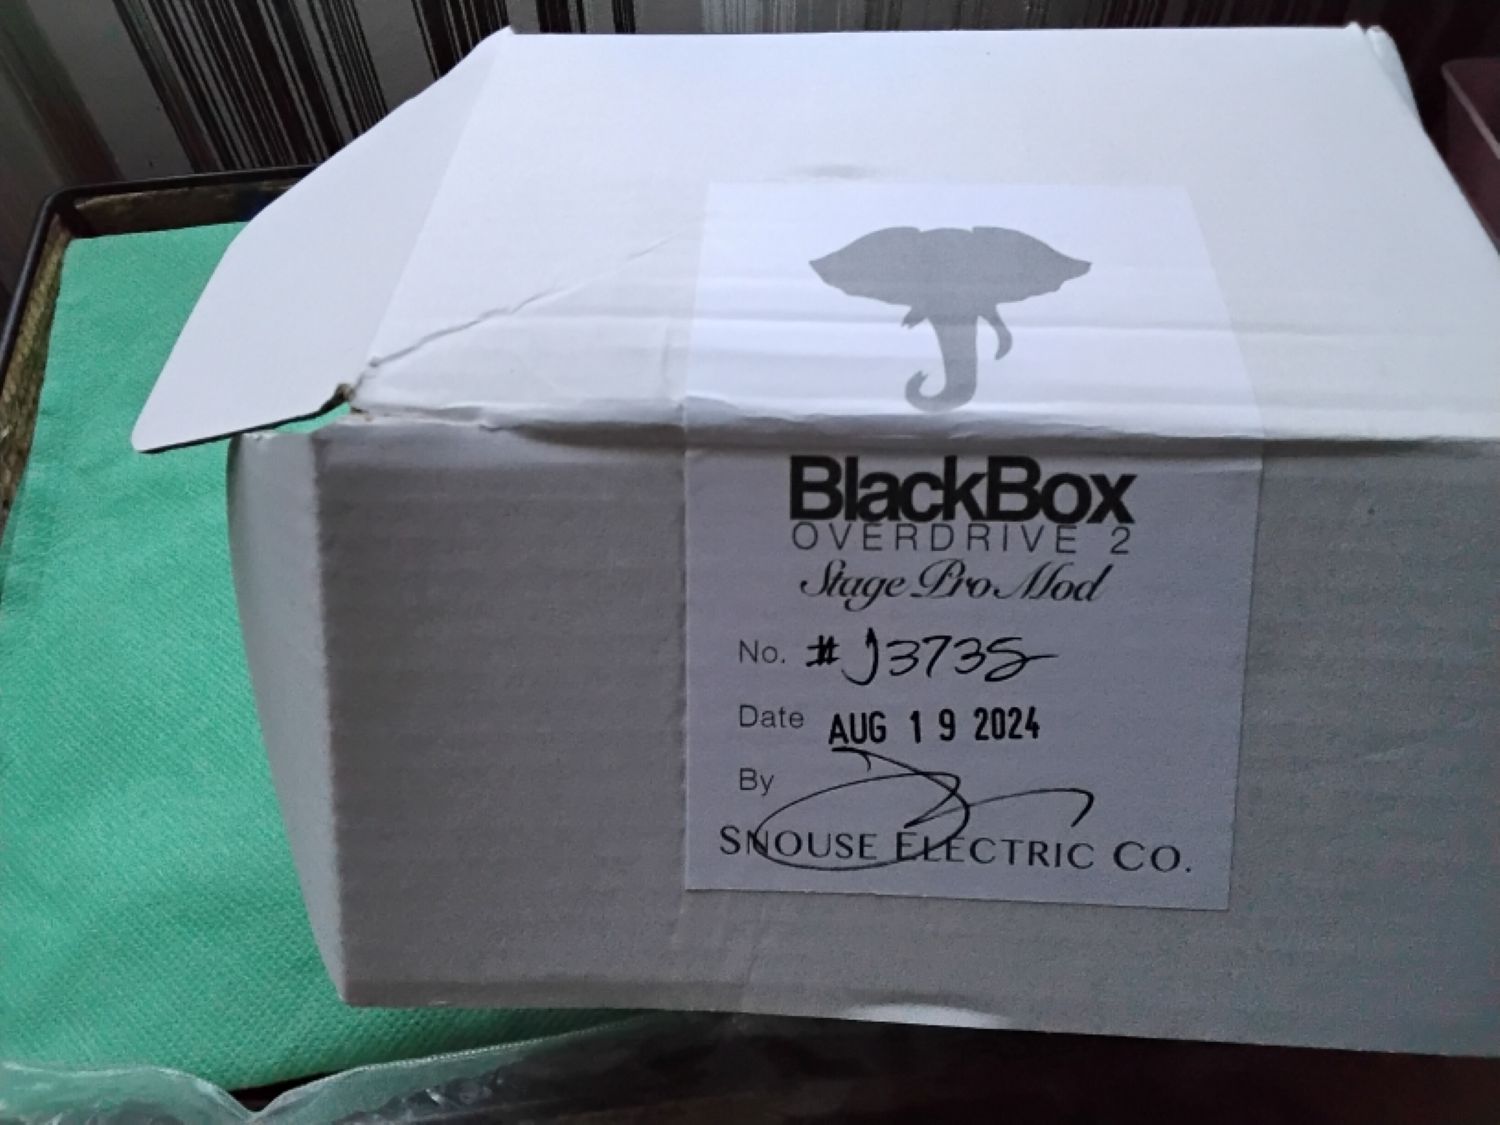 BlackBox
OVERDRIVE 2
Stage Pro Mod
No. #J3735
Date AUG 19 2024
By
SNOUSE ELECTRIC CO.